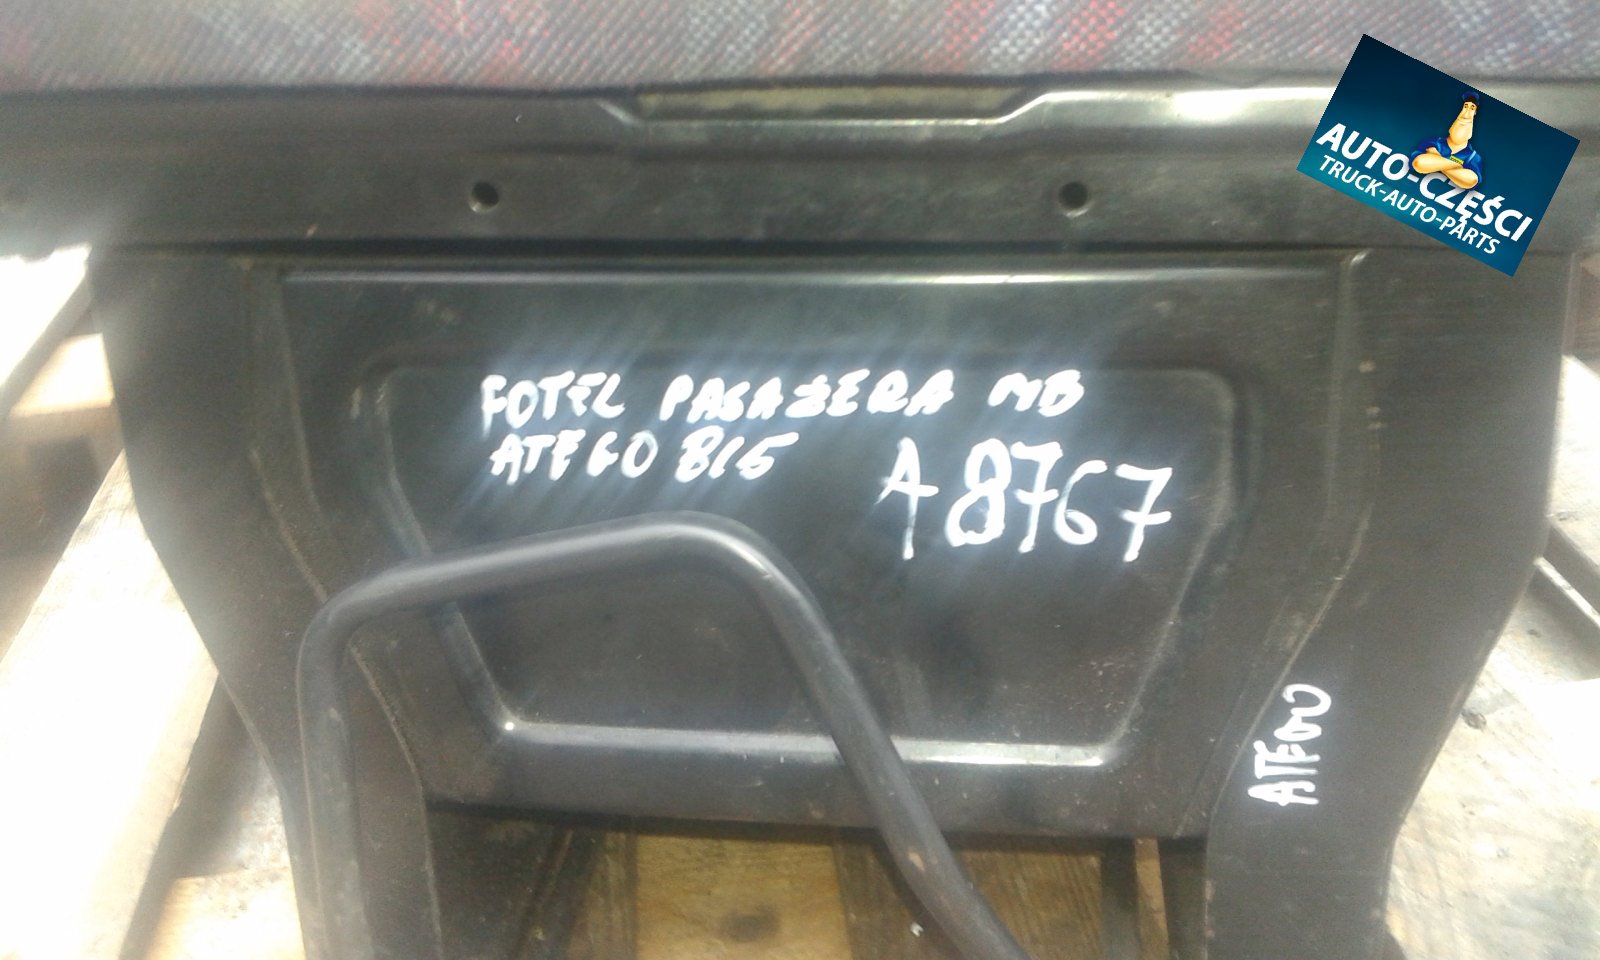 FOTEL PASAŻERA MB
ATEGO 815
A 8767
ATEGO
AUTO-CZĘŚCI
TRUCK-AUTO-PARTS